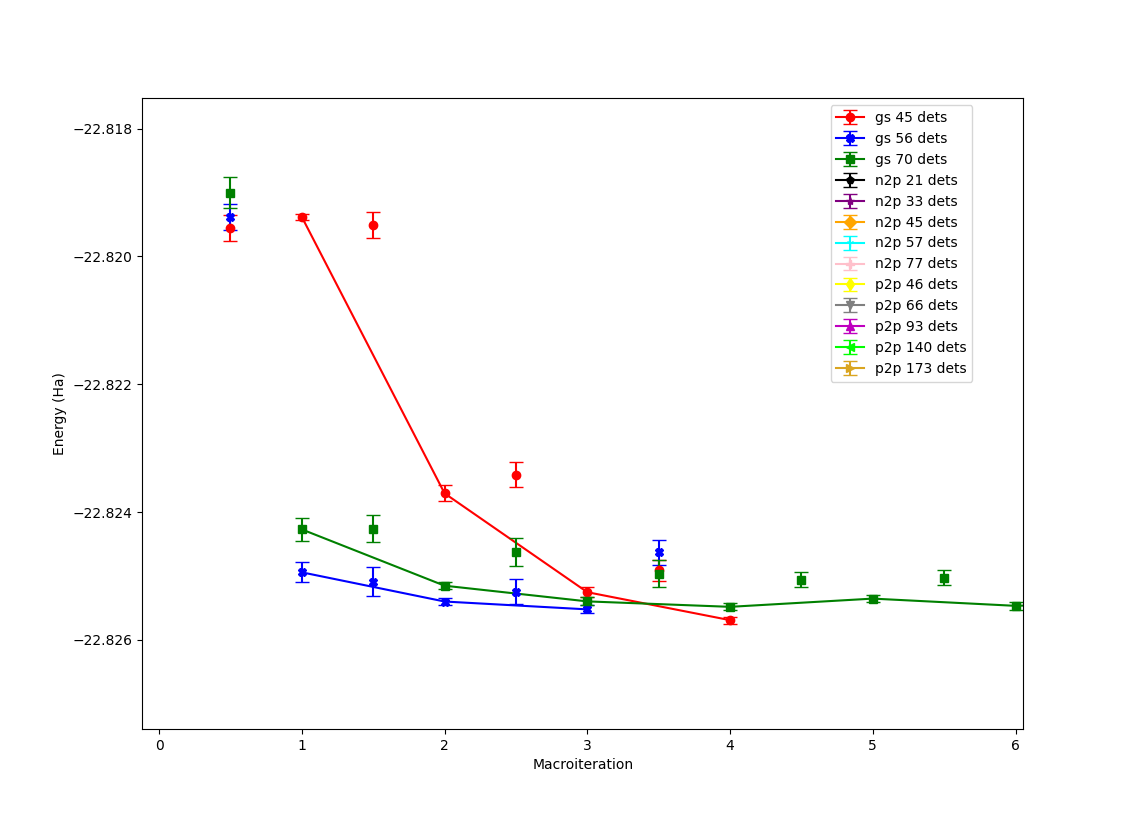 Energy (Ha)
−22.818
−22.820
−22.822
−22.824
−22.826
gs 45 dets
gs 56 dets
gs 70 dets
n2p 21 dets
n2p 33 dets
n2p 45 dets
n2p 57 dets
n2p 77 dets
p2p 46 dets
p2p 66 dets
p2p 93 dets
p2p 140 dets
p2p 173 dets
0 1 2 3 4 5 6
Macroiteration